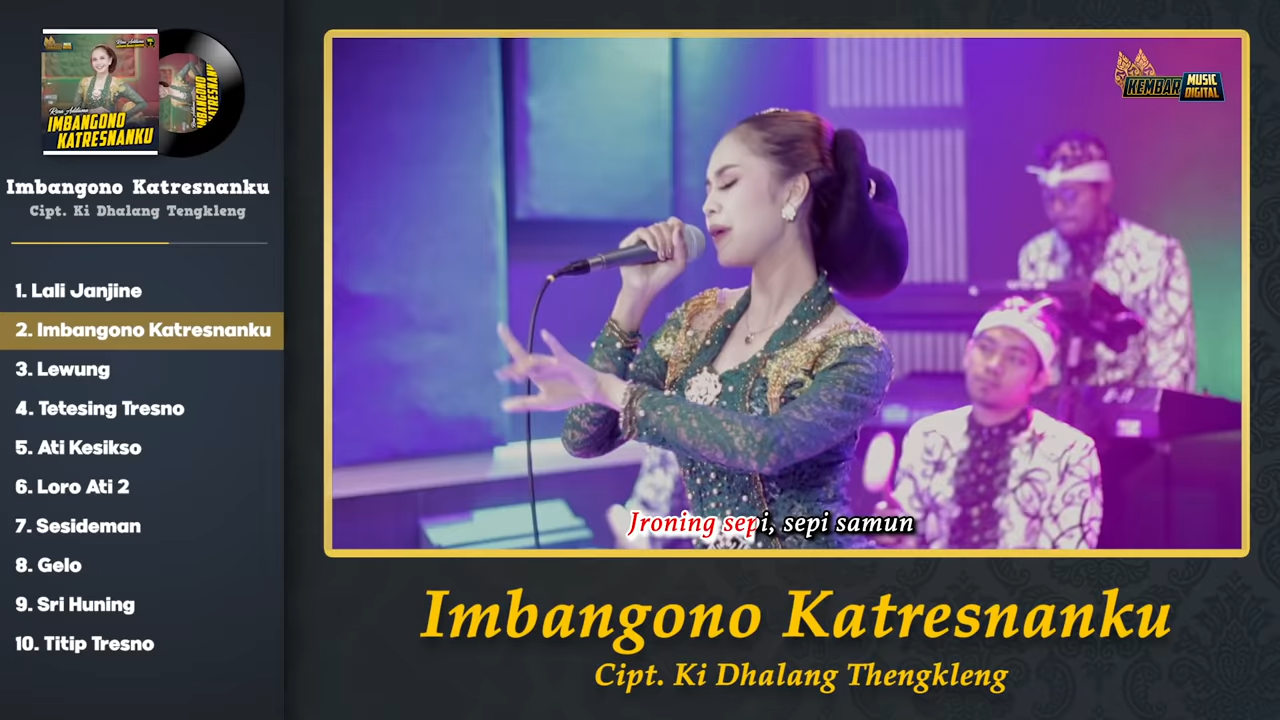 IMBANGONO
KATRESNANKU
IMBANGONO
KATRESNANKU
Imbangono Katresnanku
Cipt. Ki Dhalang Tengkleng
1. Lali Janjine
2. Imbangono Katresnanku
3. Lewung
4. Tetesing Tresno
5. Ati Kesikso
6. Loro Ati 2
7. Sesideman
8. Gelo
9. Sri Huning
10. Titip Tresno
KEMBAR MUSIC
DIGITAL
Jroning sepi, sepi samun
Imbangono Katresnanku
Cipt. Ki Dhalang Thengkleng